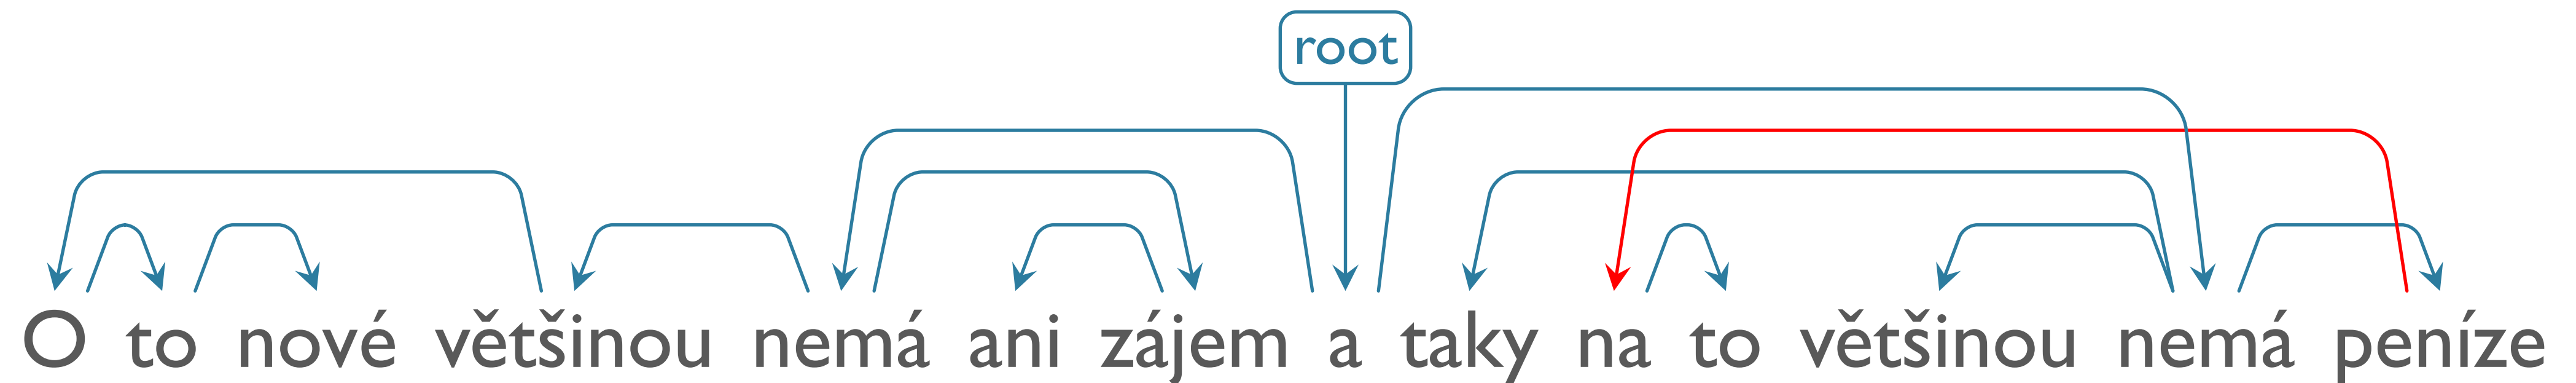 root
O to nové většinou nemá ani zájem a taky na to většinou nemá peníze